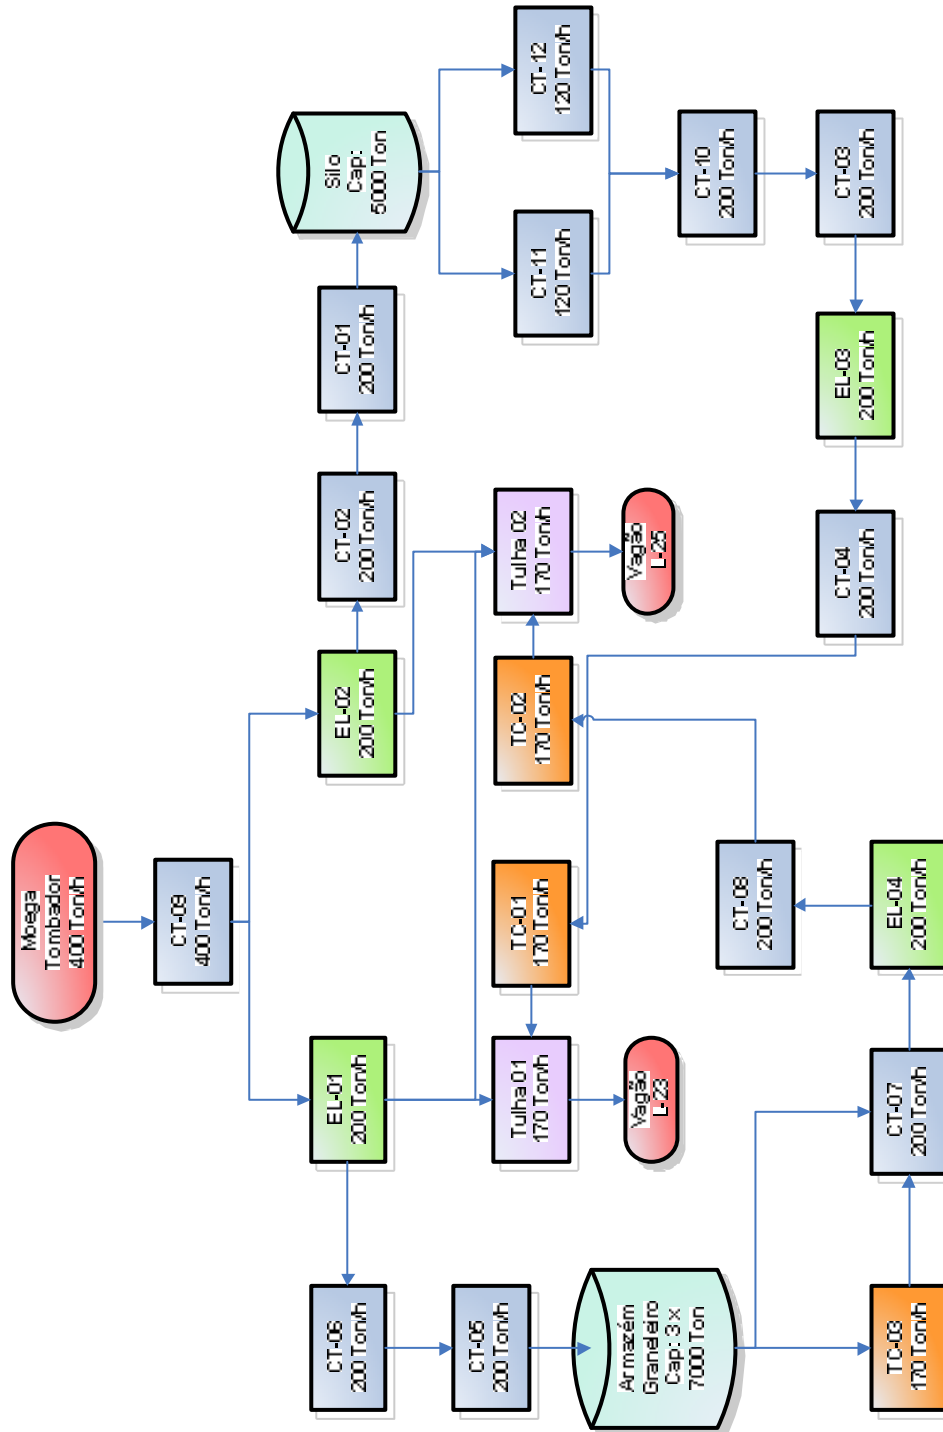 Moega
Tombador
400 Ton/h
CT-09
400 Ton/h
EL-01
200 Ton/h
EL-02
200 Ton/h
CT-02
200 Ton/h
CT-01
200 Ton/h
Silo
Cap:
5000 Ton
CT-06
200 Ton/h
CT-05
200 Ton/h
Tulha 01
170 Ton/h
TC-01
170 Ton/h
TC-02
170 Ton/h
Tulha 02
170 Ton/h
CT-11
120 Ton/h
CT-12
120 Ton/h
Armazém
Graneleiro
Cap: 3 x
7000 Ton
Vagão
L-23
Vagão
L-25
CT-10
200 Ton/h
CT-08
200 Ton/h
CT-04
200 Ton/h
EL-03
200 Ton/h
CT-03
200 Ton/h
TC-03
170 Ton/h
CT-07
200 Ton/h
EL-04
200 Ton/h